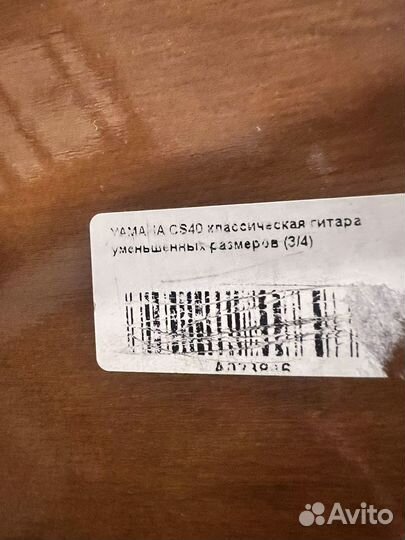 YAMAHA CS40 классическая гитара
уменьшенных размеров (3/4)
Avito